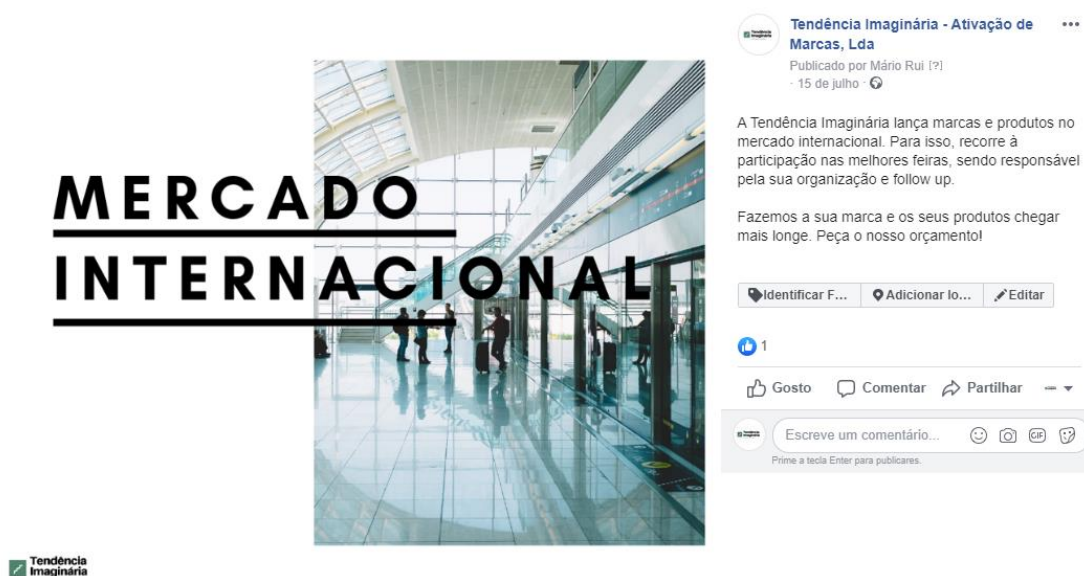 MERCADO
INTERNACIONAL
Tendência
Imaginária
Tendência Imaginária - Ativação de
Marcas, Lda
Publicado por Mário Rui [?]
· 15 de julho ·
A Tendência Imaginária lança marcas e produtos no
mercado internacional. Para isso, recorre à
participação nas melhores feiras, sendo responsável
pela sua organização e follow up.
Fazemos a sua marca e os seus produtos chegar
mais longe. Peça o nosso orçamento!
Identificar F... Adicionar lo... Editar
1
Gosto Comentar Partilhar
Escreve um comentário... GIF
Prime a tecla Enter para publicares.